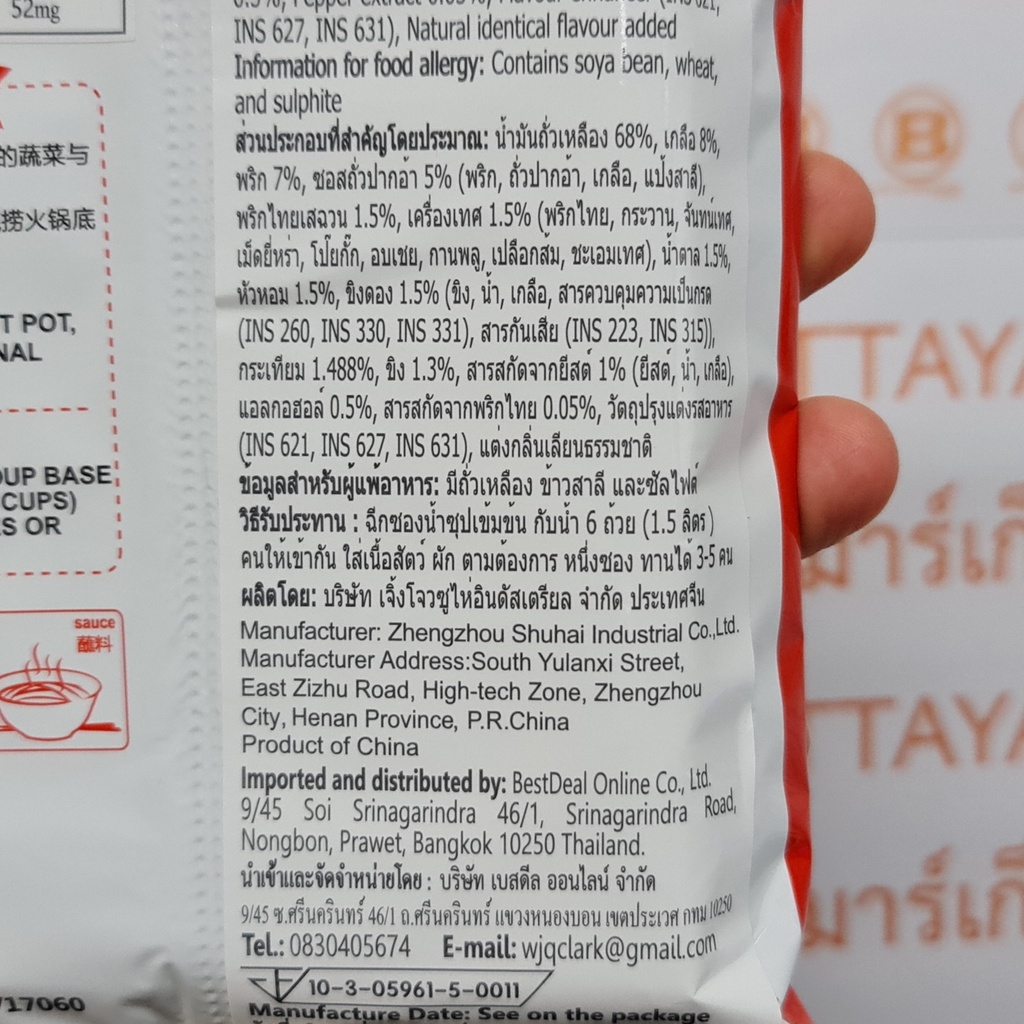 52mg
INS 627, INS 631), Natural identical flavour added
Information for food allergy: Contains soya bean, wheat,
and sulphite
ส่วนประกอบที่สำคัญโดยประมาณ: น้ำมันถั่วเหลือง 68%, เกลือ 8%,
พริก 7%, ซอสถั่วปากอ้า 5% (พริก, ถั่วปากอ้า, เกลือ, แป้งสาลี),
พริกไทยเสฉวน 1.5%, เครื่องเทศ 1.5% (พริกไทย, กระวาน, จันทน์เทศ,
เม็ดยี่หร่า, โป๊ยกั๊ก, อบเชย, กานพลู, เปลือกส้ม, ชะเอมเทศ), น้ำตาล 1.5%,
หัวหอม 1.5%, ขิงดอง 1.5% (ขิง, น้ำ, เกลือ, สารควบคุมความเป็นกรด
(INS 260, INS 330, INS 331), สารกันเสีย (INS 223, INS 315)),
กระเทียม 1.488%, ขิง 1.3%, สารสกัดจากยีสต์ 1% (ยีสต์, น้ำ, เกลือ),
แอลกอฮอล์ 0.5%, สารสกัดจากพริกไทย 0.05%, วัตถุปรุงแต่งรสอาหาร
(INS 621, INS 627, INS 631), แต่งกลิ่นเลียนธรรมชาติ
ข้อมูลสำหรับผู้แพ้อาหาร: มีถั่วเหลือง ข้าวสาลี และซัลไฟต์
วิธีรับประทาน : ฉีกซองน้ำซุปเข้มข้น กับน้ำ 6 ถ้วย (1.5 ลิตร)
คนให้เข้ากัน ใส่เนื้อสัตว์ ผัก ตามต้องการ หนึ่งซอง ทานได้ 3-5 คน
ผลิตโดย: บริษัท เจิ้งโจวซูไห่อินดัสเตรียล จำกัด ประเทศจีน
Manufacturer: Zhengzhou Shuhai Industrial Co.,Ltd.
Manufacturer Address:South Yulanxi Street,
East Zizhu Road, High-tech Zone, Zhengzhou
City, Henan Province, P.R.China
Product of China
Imported and distributed by: BestDeal Online Co., Ltd.
9/45 Soi Srinagarindra 46/1, Srinagarindra Road,
Nongbon, Prawet, Bangkok 10250 Thailand.
นำเข้าและจัดจำหน่ายโดย : บริษัท เบสดีล ออนไลน์ จำกัด
9/45 ซ.ศรีนครินทร์ 46/1 ถ.ศรีนครินทร์ แขวงหนองบอน เขตประเวศ กทม 10250
Tel.: 0830405674 E-mail: wjqclark@gmail.com
10-3-05961-5-0011
Manufacture Date: See on the package
的蔬菜与
捞火锅底
T POT,
NAL
OUP BASE
CUPS)
S OR
sauce
蘸料
/17060
B
TTAYA
มาร์เก็
TTAYA
มาร์เก็